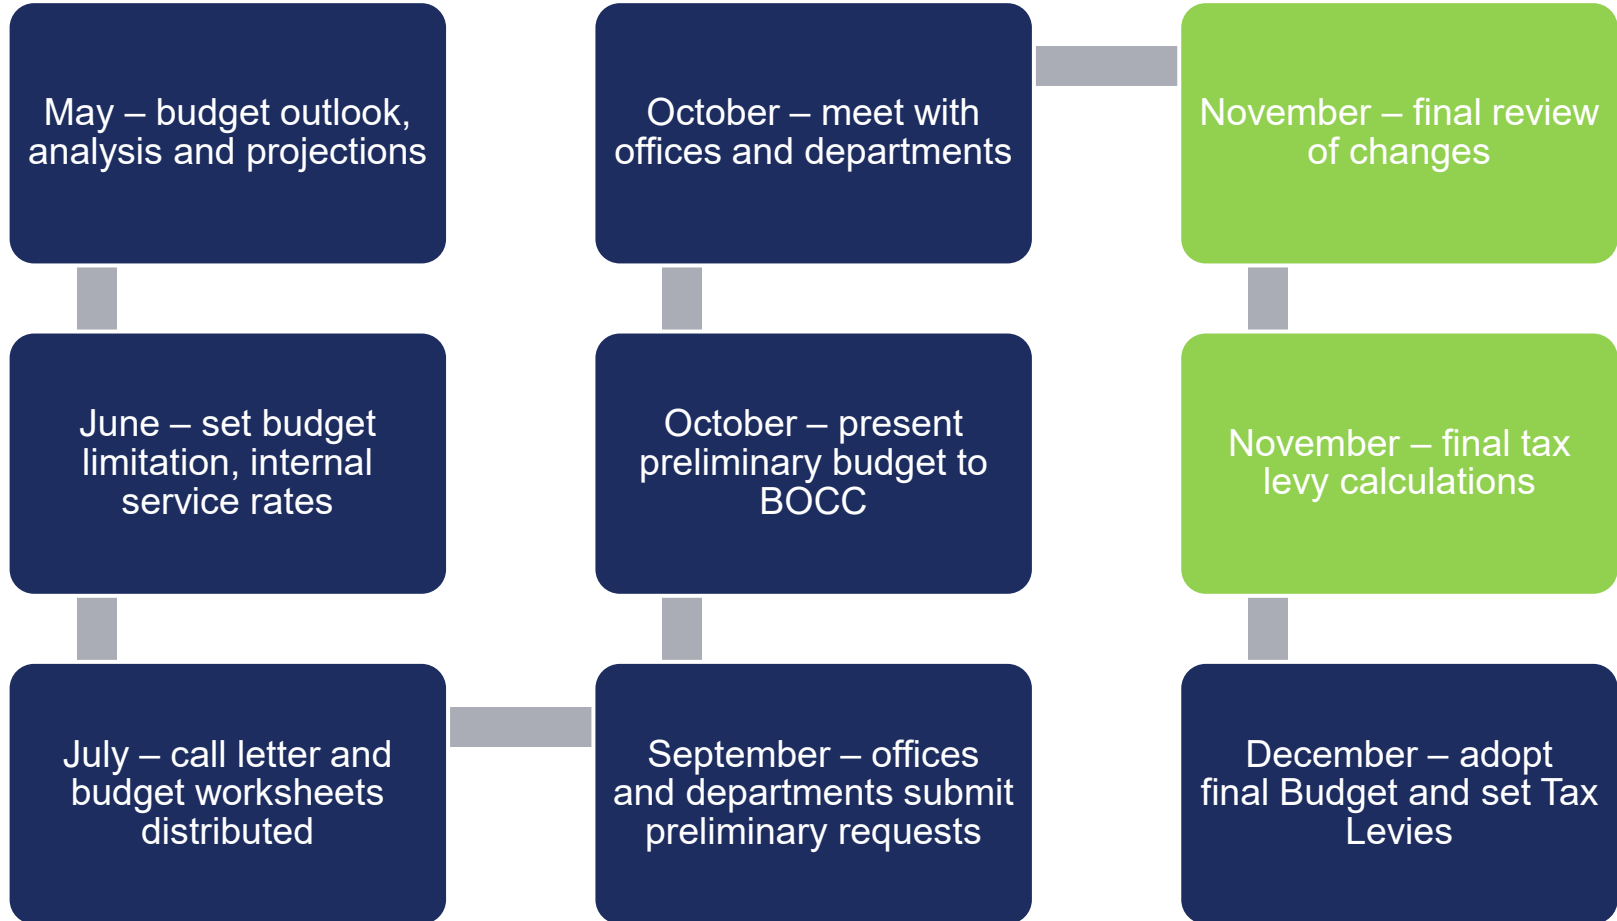 May – budget outlook,
analysis and projections
June – set budget
limitation, internal
service rates
July – call letter and
budget worksheets
distributed
September – offices
and departments submit
preliminary requests
October – present
preliminary budget to
BOCC
October – meet with
offices and departments
November – final review
of changes
November – final tax
levy calculations
December – adopt
final Budget and set Tax
Levies